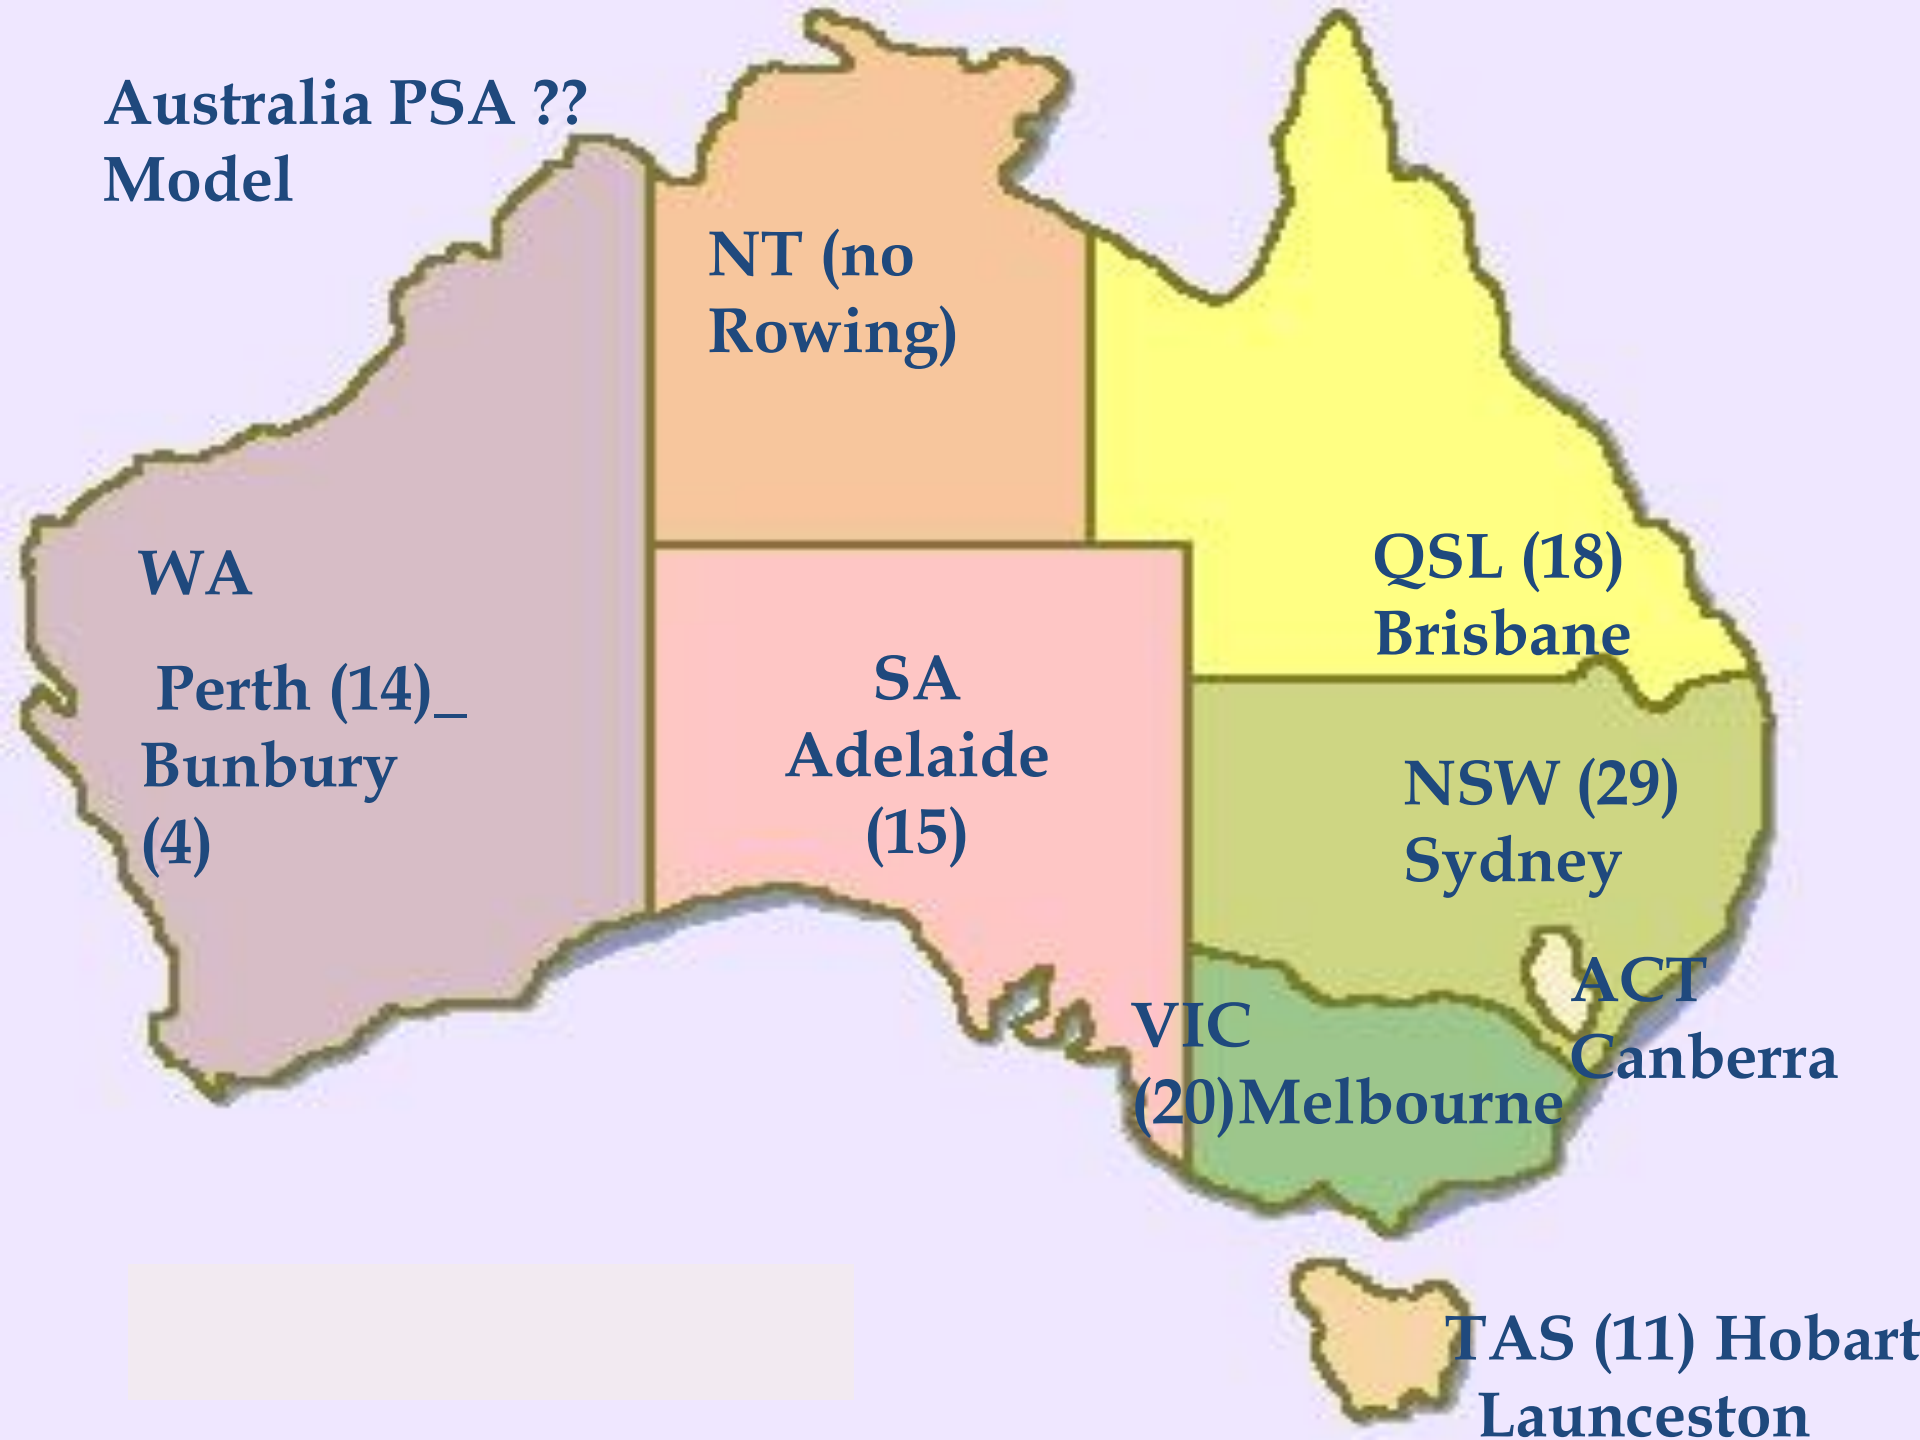 Australia PSA ??
Model
NT (no
Rowing)
QSL (18)
Brisbane
WA
Perth (14)_
Bunbury
(4)
SA
Adelaide
(15)
NSW (29)
Sydney
ACT
Canberra
VIC
(20)Melbourne
TAS (11) Hobart
Launceston